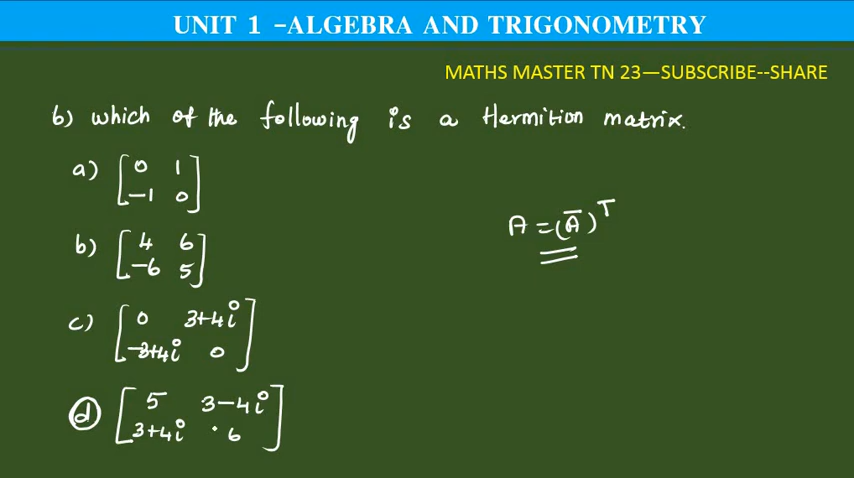 UNIT 1 –ALGEBRA AND TRIGONOMETRY
MATHS MASTER TN 23—SUBSCRIBE--SHARE
6) which of the following is a Hermition matrix.
a) [ 0 1
-1 0 ]
A = (Ā)ᵀ
b) [ 4 6
-6 5 ]
c) [ 0 3+4i
-3+4i 0 ]
d) [ 5 3-4i
3+4i 6 ]